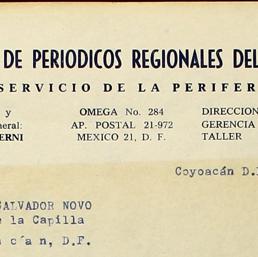 DE PERIODICOS REGIONALES DEL
SERVICIO DE LA PERIFER
y OMEGA No. 284 DIRECCION
neral: AP. POSTAL 21-972 GERENCIA
ERNI MEXICO 21, D. F. TALLER
Coyoacán D.
SALVADOR NOVO
e la Capilla
a c á n, D.F.